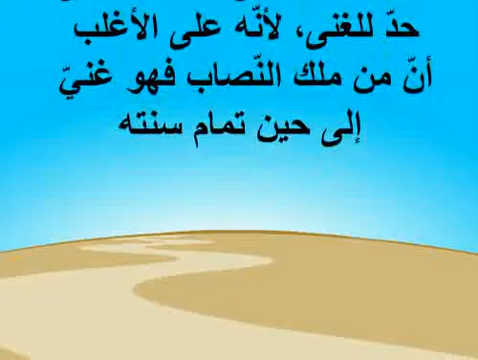 حدّ للغنى، لأنّه على الأغلب
أنّ من ملك النّصاب فهو غنيّ
إلى حين تمام سنته